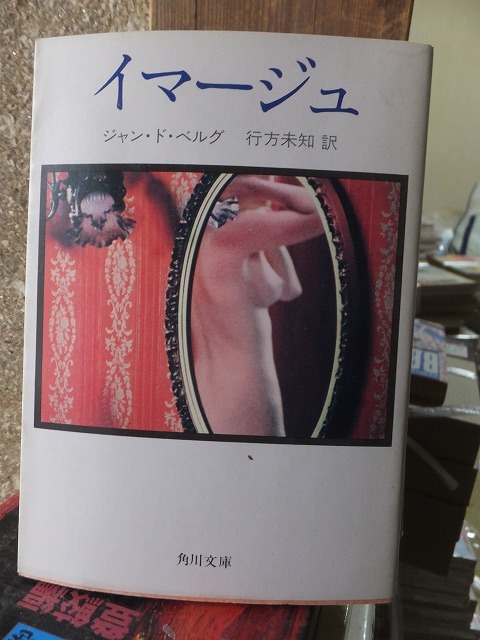 イマージュ
ジャン・ド・ベルグ 行方未知 訳
角川文庫